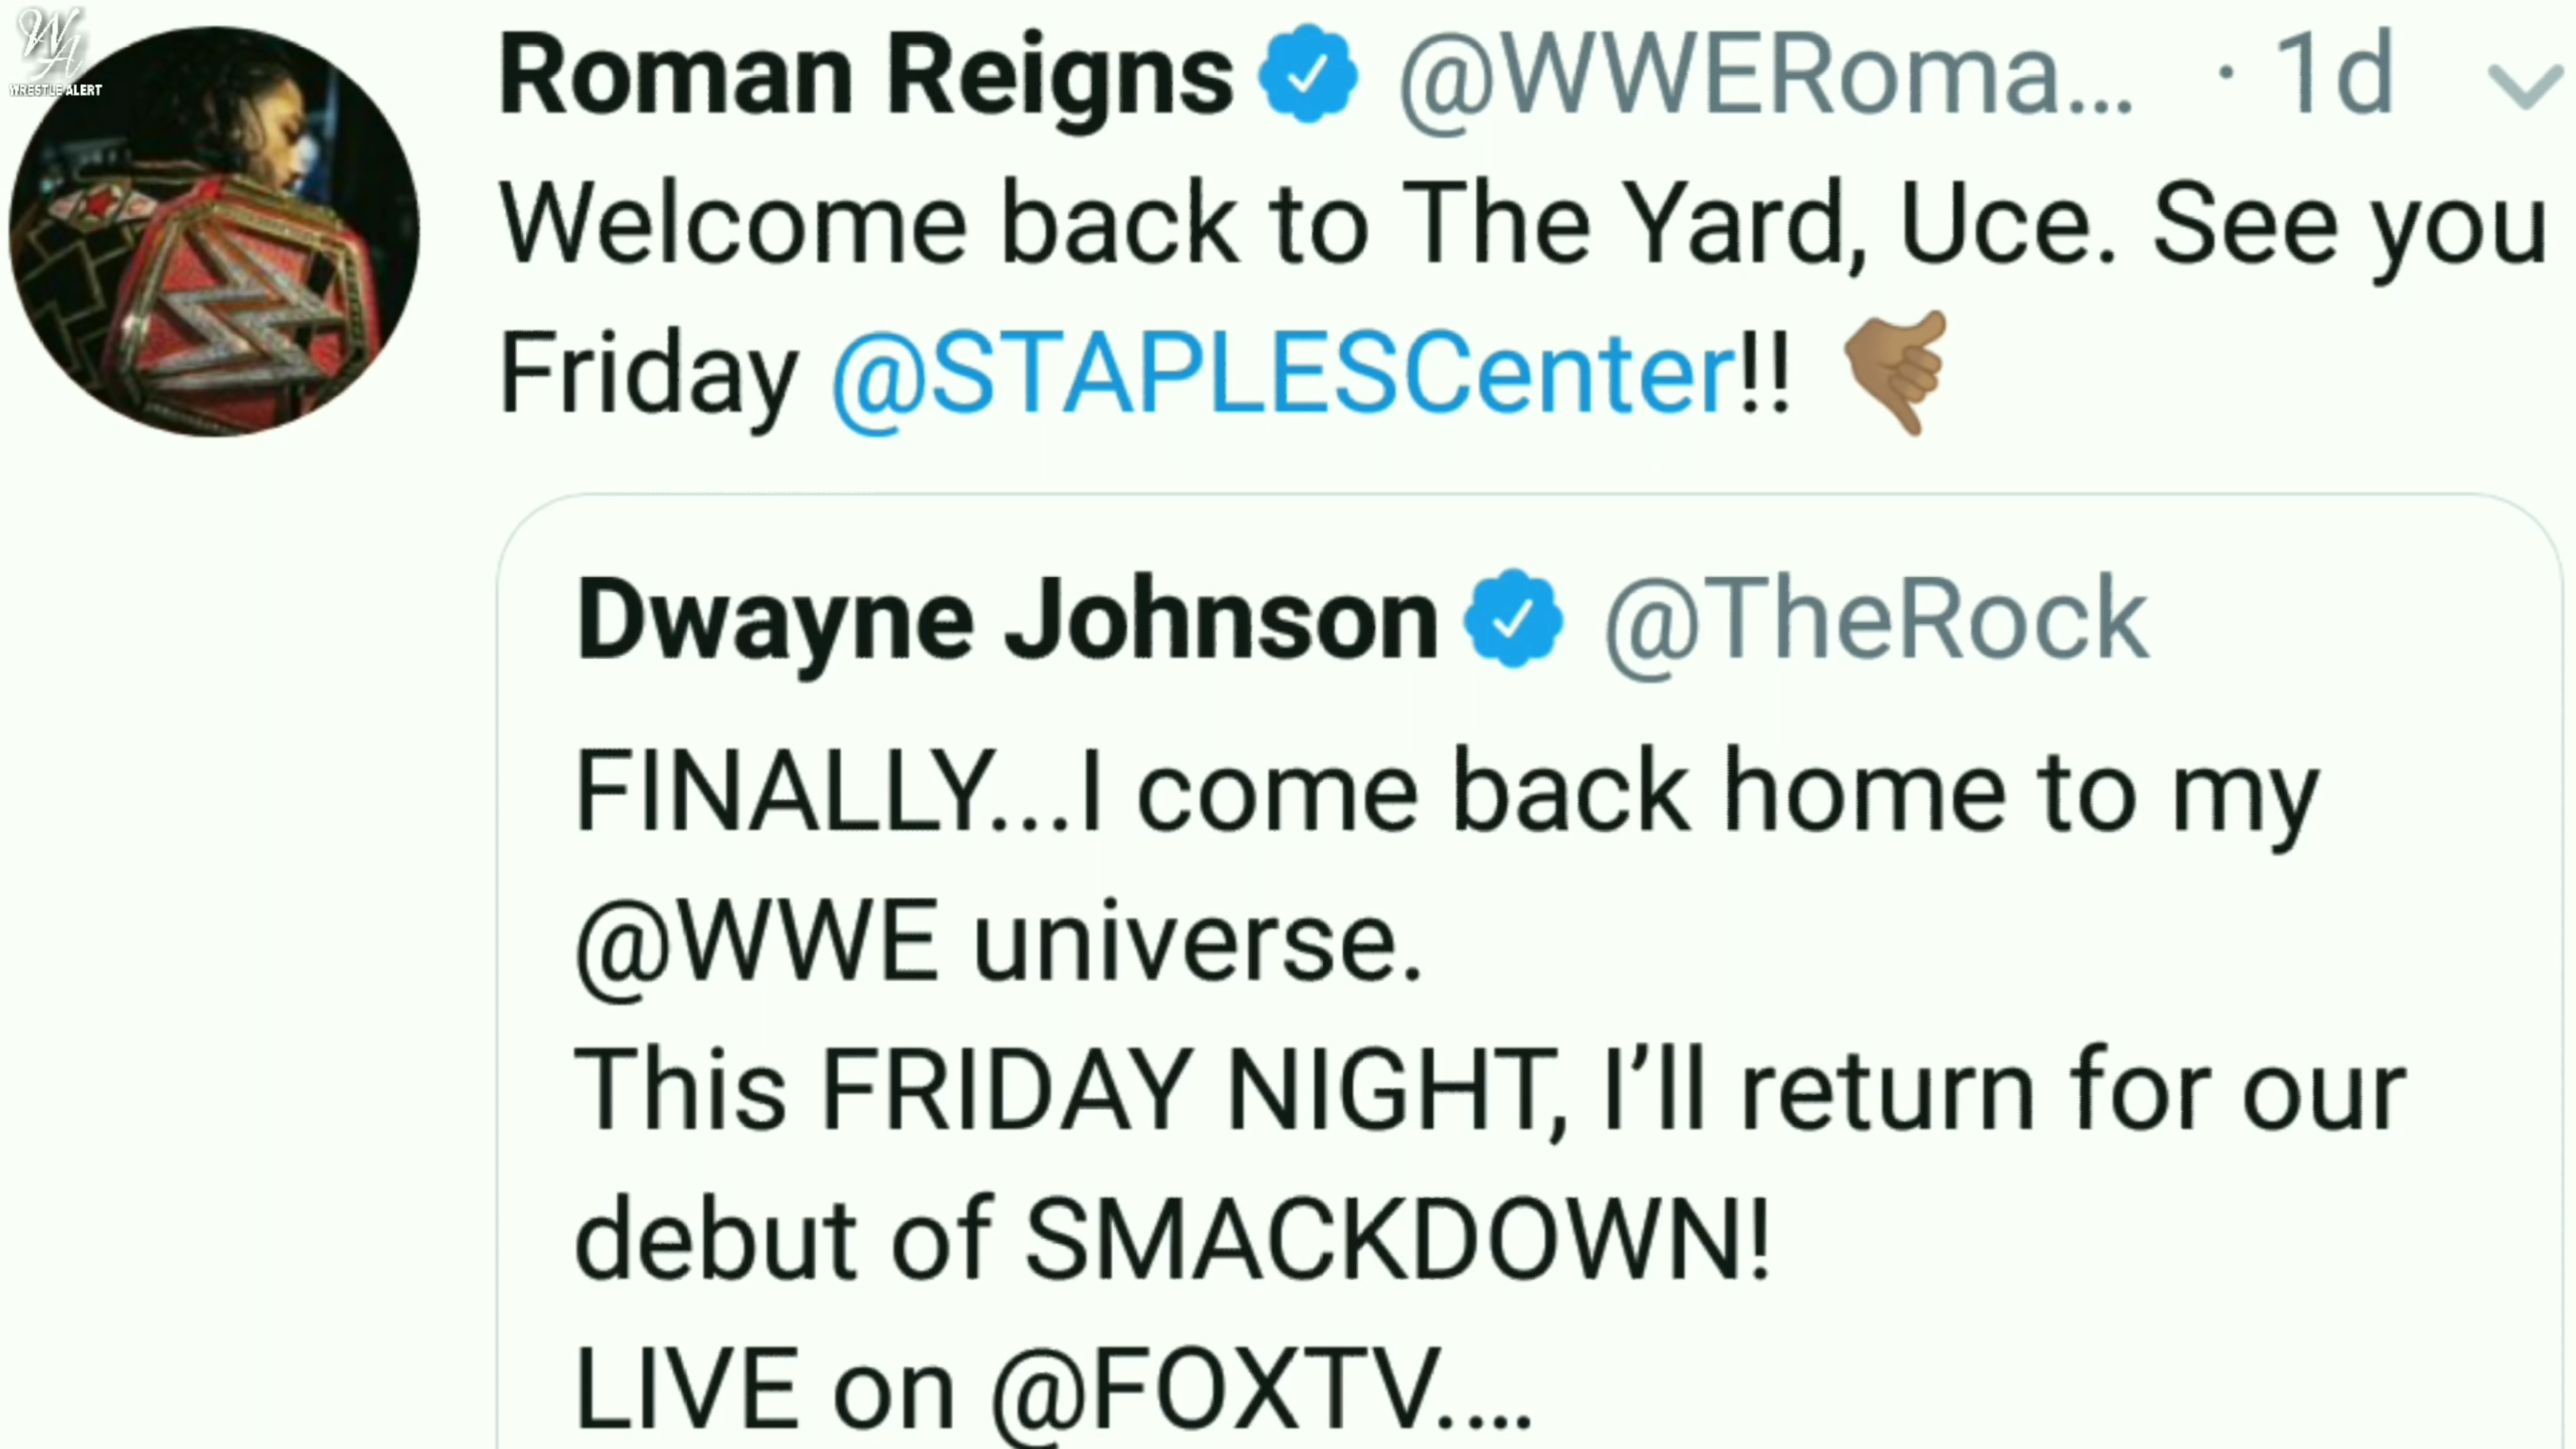 WA
WRESTLE ALERT
Roman Reigns @WWERoma... · 1d
Welcome back to The Yard, Uce. See you
Friday @STAPLESCenter!! 🤙🏽
Dwayne Johnson @TheRock
FINALLY...I come back home to my
@WWE universe.
This FRIDAY NIGHT, I’ll return for our
debut of SMACKDOWN!
LIVE on @FOXTV.…